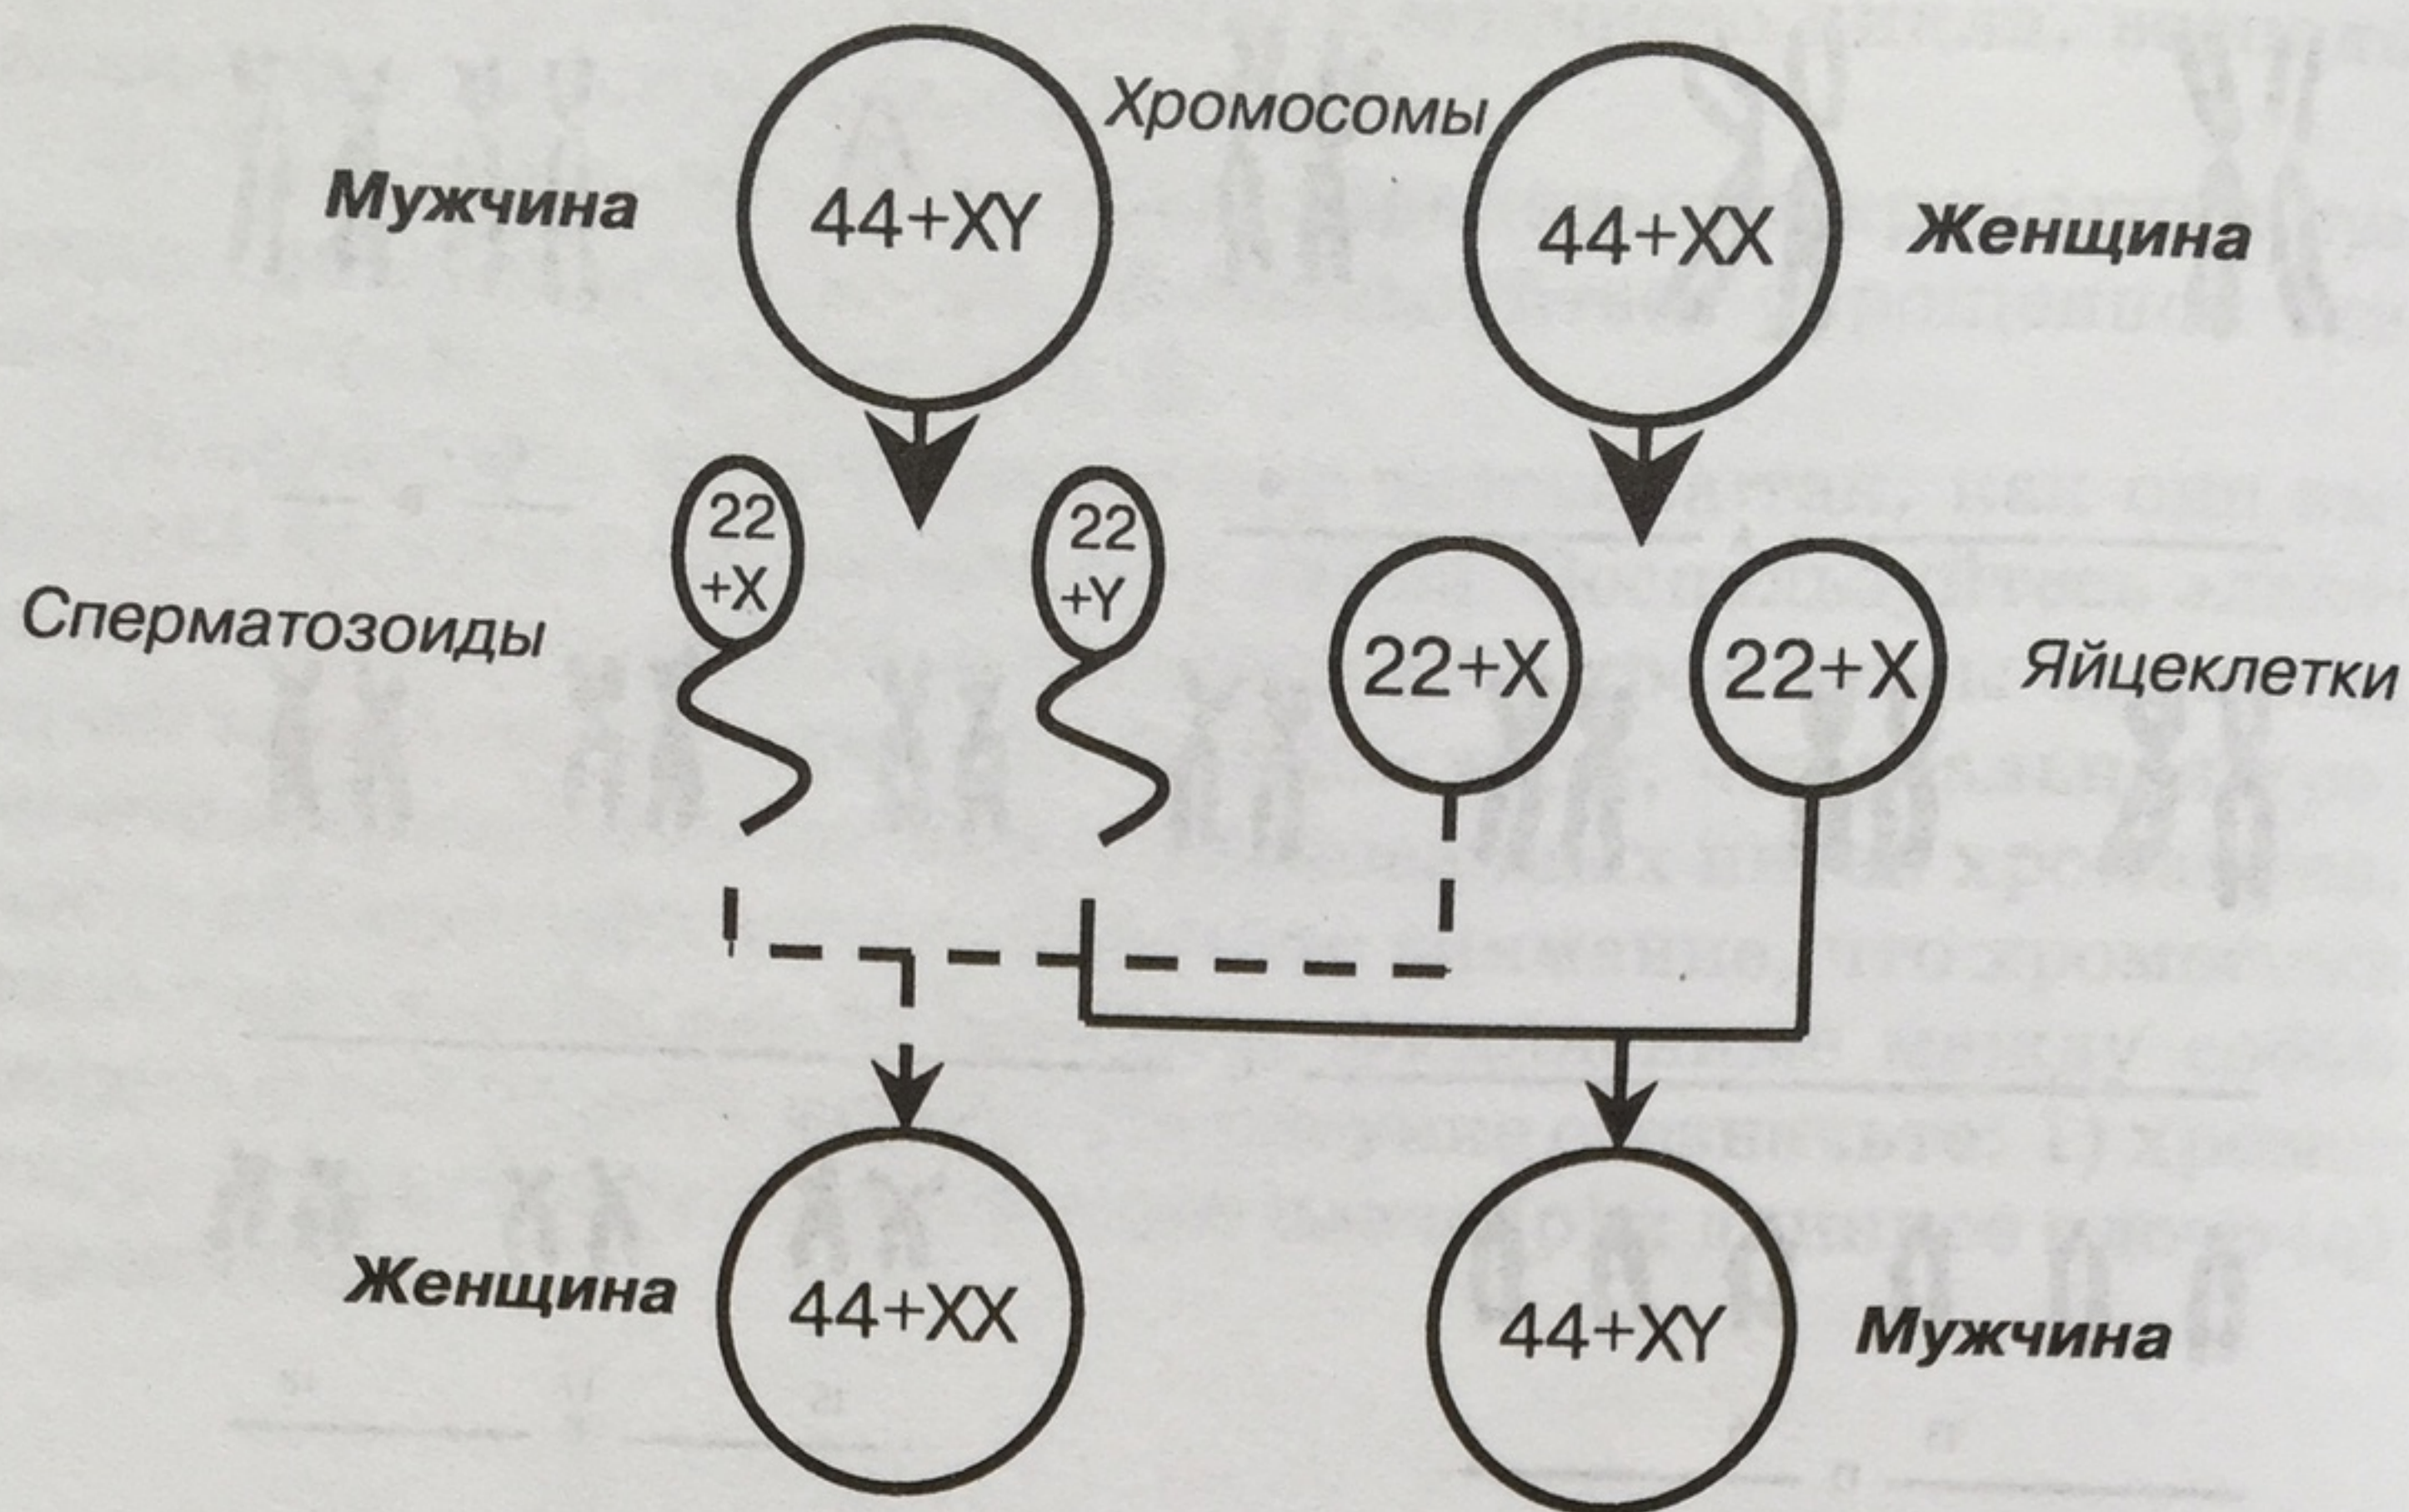 Хромосомы
Мужчина
44+XY
44+XX
Женщина
22
+X
22
+Y
Сперматозоиды
22+X
22+X
Яйцеклетки
Женщина
44+XX
44+XY
Мужчина